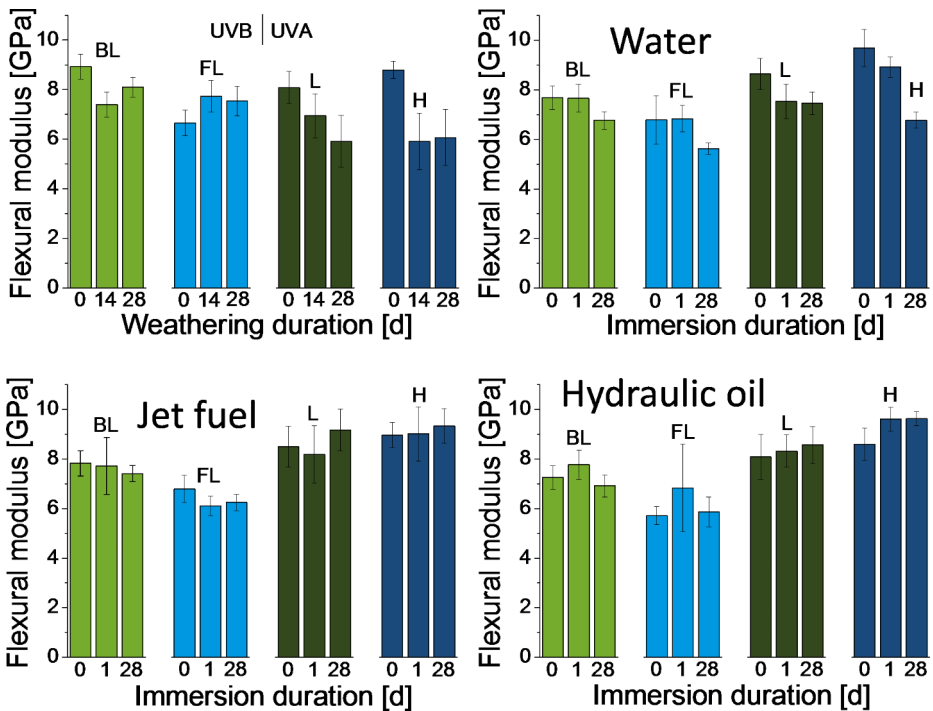 UVB UVA
BL
FL
L
H
Flexural modulus [GPa]
10
8
6
4
2
0
0 14 28 0 14 28 0 14 28 0 14 28
Weathering duration [d]
Water
BL
FL
L
H
Flexural modulus [GPa]
10
8
6
4
2
0
0 1 28 0 1 28 0 1 28 0 1 28
Immersion duration [d]
Jet fuel
BL
FL
L
H
Flexural modulus [GPa]
10
8
6
4
2
0
0 1 28 0 1 28 0 1 28 0 1 28
Immersion duration [d]
Hydraulic oil
BL
FL
L
H
Flexural modulus [GPa]
10
8
6
4
2
0
0 1 28 0 1 28 0 1 28 0 1 28
Immersion duration [d]